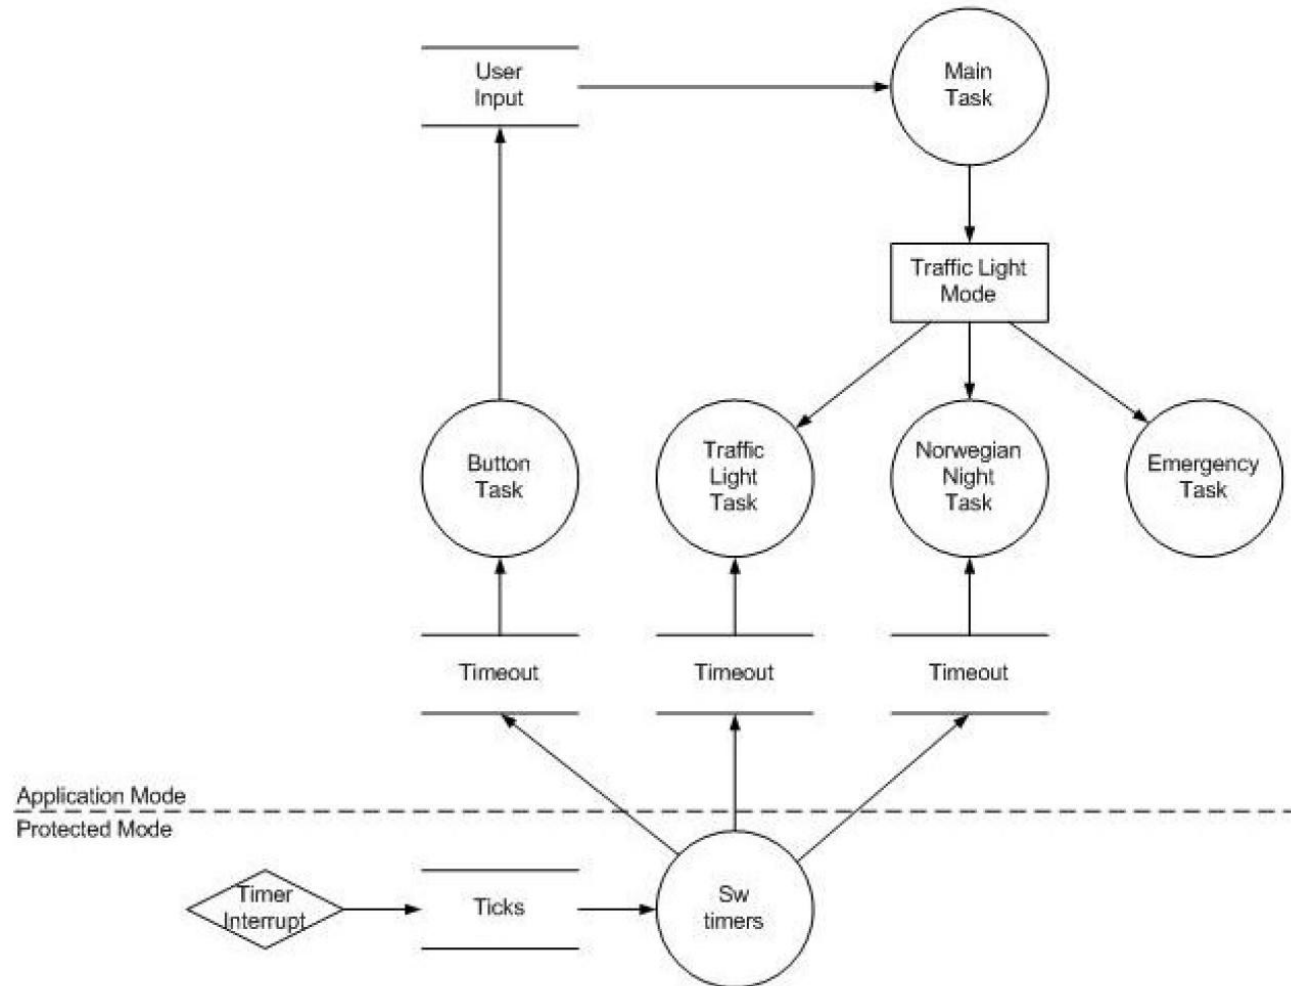 User
Input
Main
Task
Traffic Light
Mode
Button
Task
Traffic
Light
Task
Norwegian
Night
Task
Emergency
Task
Timeout
Timeout
Timeout
Application Mode
Protected Mode
Timer
Interrupt
Ticks
Sw
timers